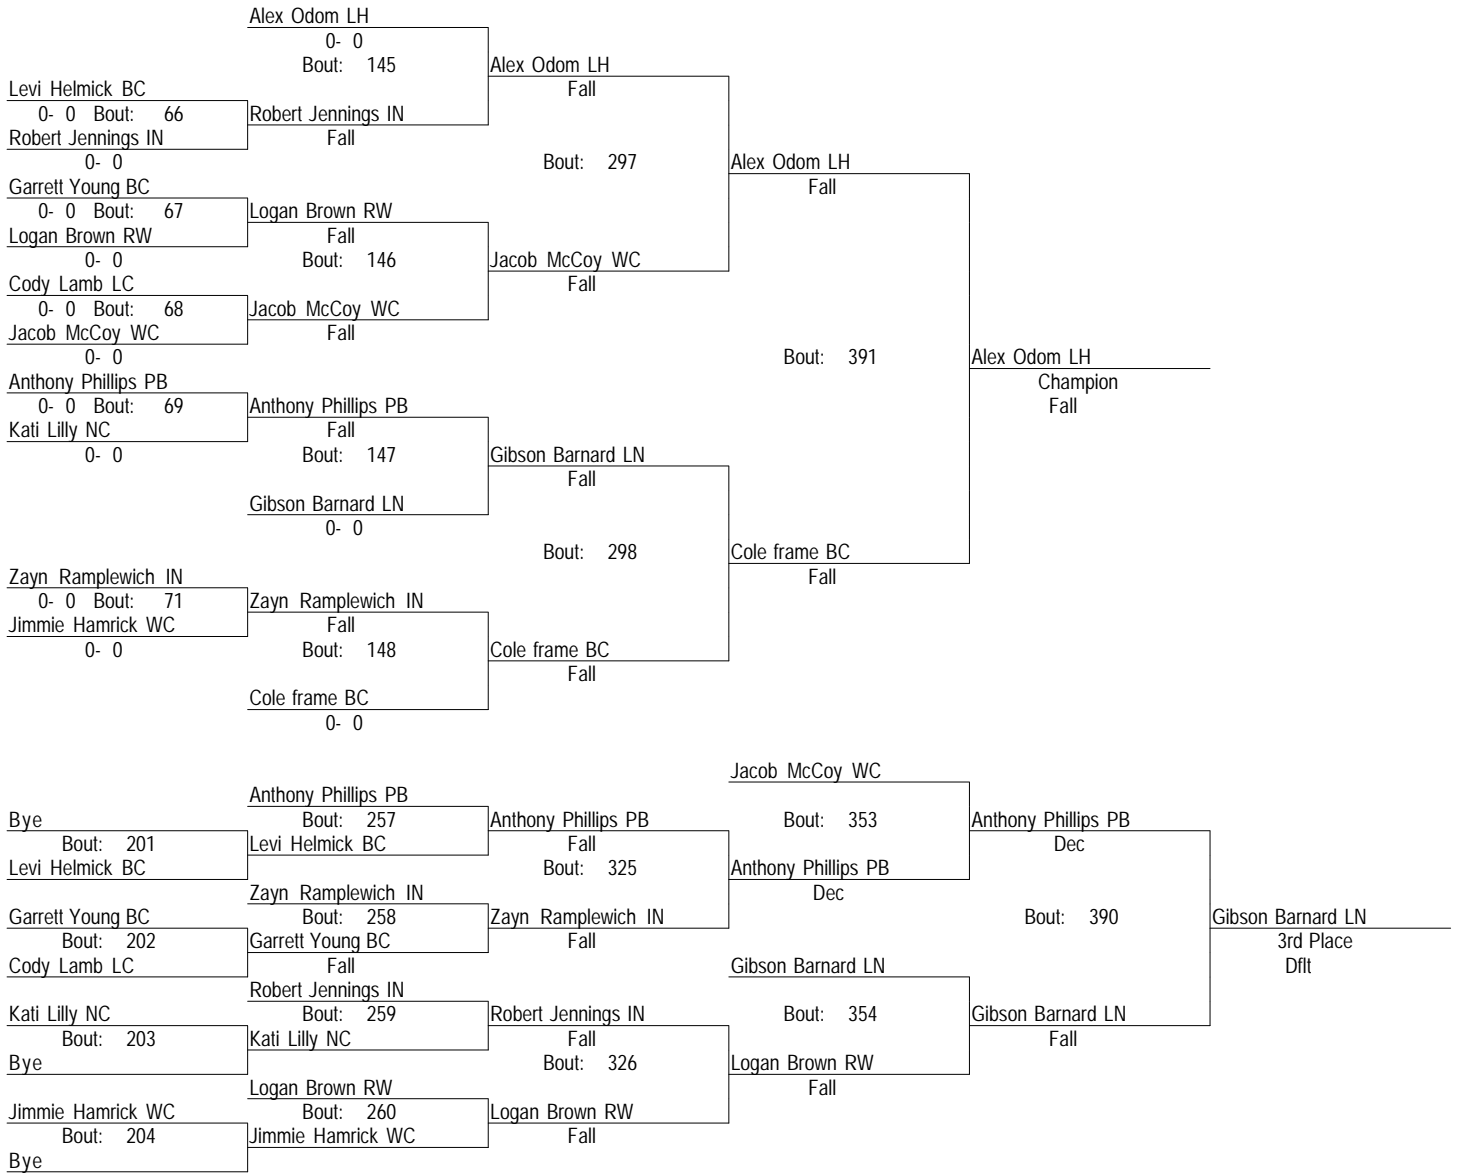 Alex Odom LH
0- 0
Bout: 145 Alex Odom LH
Levi Helmick BC Fall
0- 0 Bout: 66 Robert Jennings IN
Robert Jennings IN Fall
0- 0 Bout: 297 Alex Odom LH
Garrett Young BC Fall
0- 0 Bout: 67 Logan Brown RW
Logan Brown RW Fall
0- 0 Bout: 146 Jacob McCoy WC
Cody Lamb LC Fall
0- 0 Bout: 68 Jacob McCoy WC
Jacob McCoy WC Fall
0- 0 Bout: 391 Alex Odom LH
Anthony Phillips PB Champion
0- 0 Bout: 69 Anthony Phillips PB Fall
Kati Lilly NC Fall
0- 0 Bout: 147 Gibson Barnard LN
Fall
Gibson Barnard LN
0- 0
Bout: 298 Cole frame BC
Zayn Ramplewich IN Fall
0- 0 Bout: 71 Zayn Ramplewich IN
Jimmie Hamrick WC Fall
0- 0 Bout: 148 Cole frame BC
Fall
Cole frame BC
0- 0
Jacob McCoy WC
Anthony Phillips PB
Bye Bout: 257 Anthony Phillips PB Bout: 353 Anthony Phillips PB
Bout: 201 Levi Helmick BC Fall Dec
Levi Helmick BC Bout: 325 Anthony Phillips PB
Zayn Ramplewich IN Dec
Garrett Young BC Bout: 258 Zayn Ramplewich IN Bout: 390 Gibson Barnard LN
Bout: 202 Garrett Young BC Fall 3rd Place
Cody Lamb LC Fall Gibson Barnard LN Dflt
Robert Jennings IN
Kati Lilly NC Bout: 259 Robert Jennings IN Bout: 354 Gibson Barnard LN
Bout: 203 Kati Lilly NC Fall Fall
Bye Bout: 326 Logan Brown RW
Logan Brown RW Fall
Jimmie Hamrick WC Bout: 260 Logan Brown RW
Bout: 204 Jimmie Hamrick WC Fall
Bye